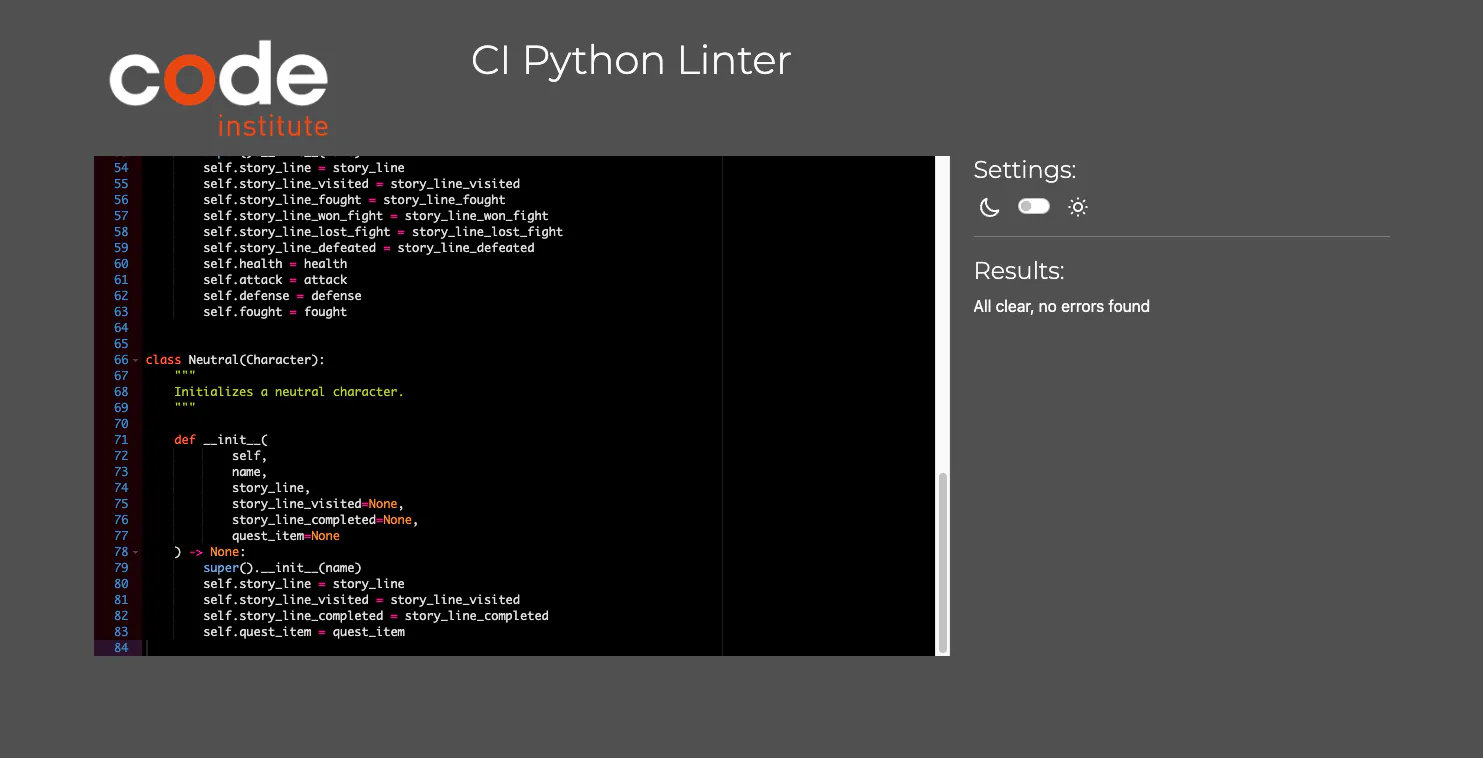 code
institute
CI Python Linter
54 self.story_line = story_line
55 self.story_line_visited = story_line_visited
56 self.story_line_fought = story_line_fought
57 self.story_line_won_fight = story_line_won_fight
58 self.story_line_lost_fight = story_line_lost_fight
59 self.story_line_defeated = story_line_defeated
60 self.health = health
61 self.attack = attack
62 self.defense = defense
63 self.fought = fought
64
65
66 class Neutral(Character):
67 """
68 Initializes a neutral character.
69 """
70
71 def __init__(
72 self,
73 name,
74 story_line,
75 story_line_visited=None,
76 story_line_completed=None,
77 quest_item=None
78 ) -> None:
79 super().__init__(name)
80 self.story_line = story_line
81 self.story_line_visited = story_line_visited
82 self.story_line_completed = story_line_completed
83 self.quest_item = quest_item
84
Settings:
Results:
All clear, no errors found